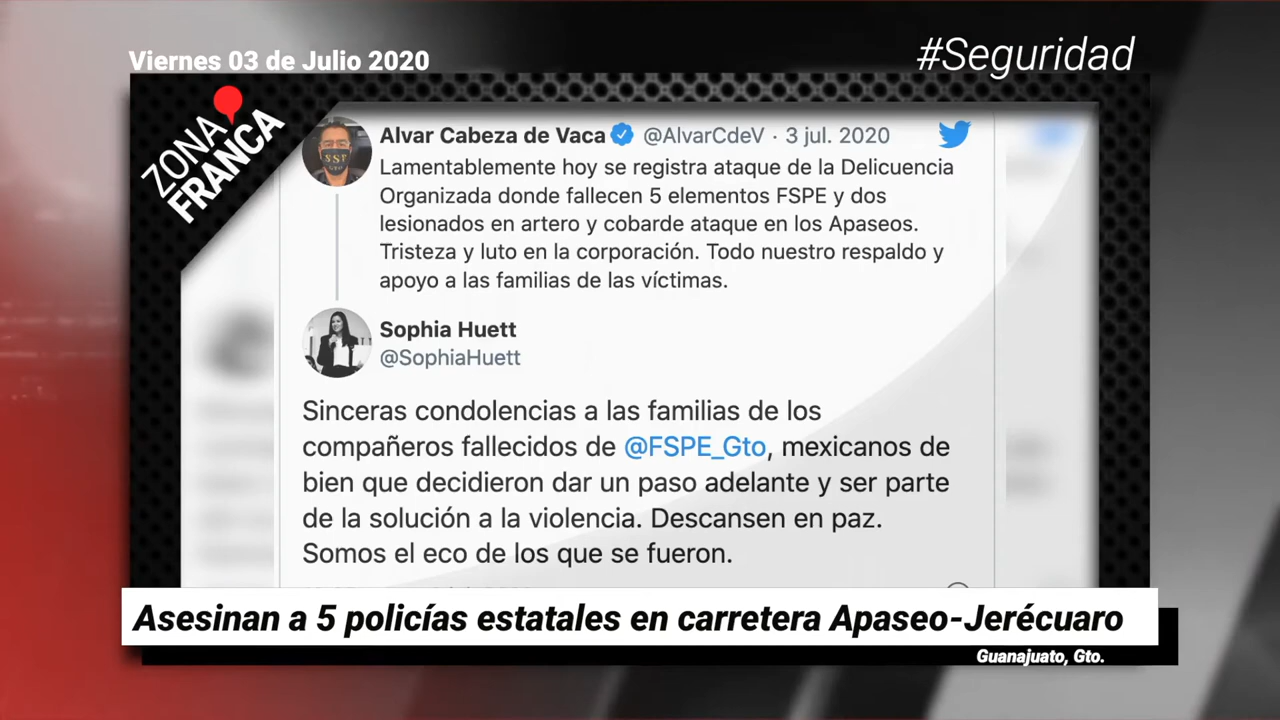 Viernes 03 de Julio 2020
#Seguridad
ZONA
FRANCA
Alvar Cabeza de Vaca @AlvarCdeV · 3 jul. 2020
Lamentablemente hoy se registra ataque de la Delicuencia
Organizada donde fallecen 5 elementos FSPE y dos
lesionados en artero y cobarde ataque en los Apaseos.
Tristeza y luto en la corporación. Todo nuestro respaldo y
apoyo a las familias de las víctimas.
SSP
GTO
Sophia Huett
@SophiaHuett
Sinceras condolencias a las familias de los
compañeros fallecidos de @FSPE_Gto, mexicanos de
bien que decidieron dar un paso adelante y ser parte
de la solución a la violencia. Descansen en paz.
Somos el eco de los que se fueron.
Asesinan a 5 policías estatales en carretera Apaseo-Jerécuaro
Guanajuato, Gto.